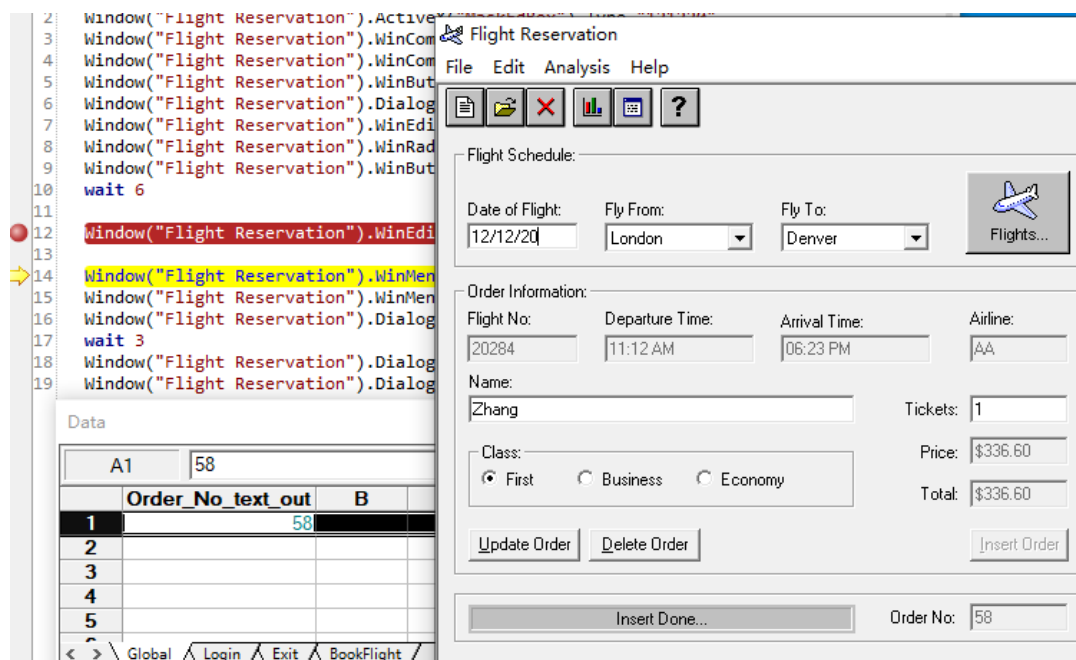 2 Window("Flight Reservation").ActiveX("MaskEdBox").Type "121220"
3 Window("Flight Reservation").WinCom
4 Window("Flight Reservation").WinCom
5 Window("Flight Reservation").WinBut
6 Window("Flight Reservation").Dialog
7 Window("Flight Reservation").WinEdi
8 Window("Flight Reservation").WinRad
9 Window("Flight Reservation").WinBut
10 wait 6
11
12 Window("Flight Reservation").WinEdi
13
14 Window("Flight Reservation").WinMen
15 Window("Flight Reservation").WinMen
16 Window("Flight Reservation").Dialog
17 wait 3
18 Window("Flight Reservation").Dialog
19 Window("Flight Reservation").Dialog
Data
A1 58
Order_No_text_out B
1 58
2
3
4
5
Global Login Exit BookFlight
Flight Reservation
File Edit Analysis Help
?
Flight Schedule:
Date of Flight: Fly From: Fly To:
12/12/20 London Denver Flights...
Order Information:
Flight No: Departure Time: Arrival Time: Airline:
20284 11:12 AM 06:23 PM AA
Name:
Zhang Tickets: 1
Class: Price: $336.60
First Business Economy
Total: $336.60
Update Order Delete Order Insert Order
Insert Done... Order No: 58